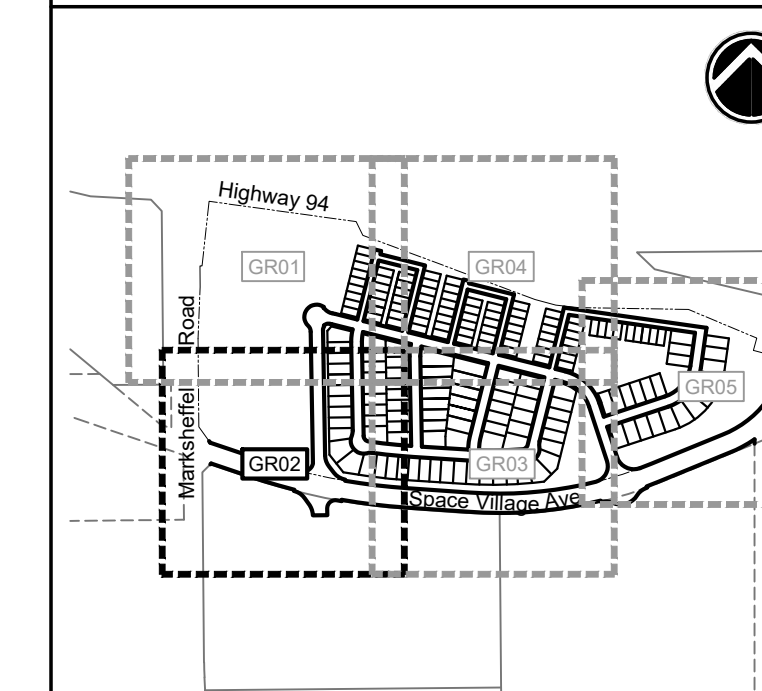 Highway 94
GR01
GR04
Marksheffel Road
GR05
GR02
GR03
Space Village Ave